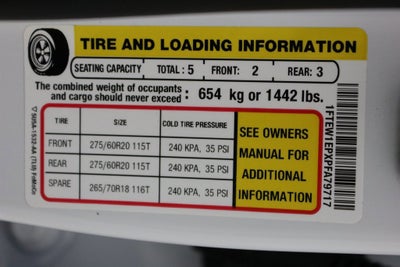 TIRE AND LOADING INFORMATION
SEATING CAPACITY TOTAL: 5 FRONT: 2 REAR: 3
The combined weight of occupants
and cargo should never exceed: 654 kg or 1442 lbs.
TIRE SIZE COLD TIRE PRESSURE
FRONT 275/60R20 115T 240 KPA, 35 PSI
REAR 275/60R20 115T 240 KPA, 35 PSI
SPARE 265/70R18 116T 240 KPA, 35 PSI
SEE OWNERS
MANUAL FOR
ADDITIONAL
INFORMATION
1FTEW1EPXPFA79717